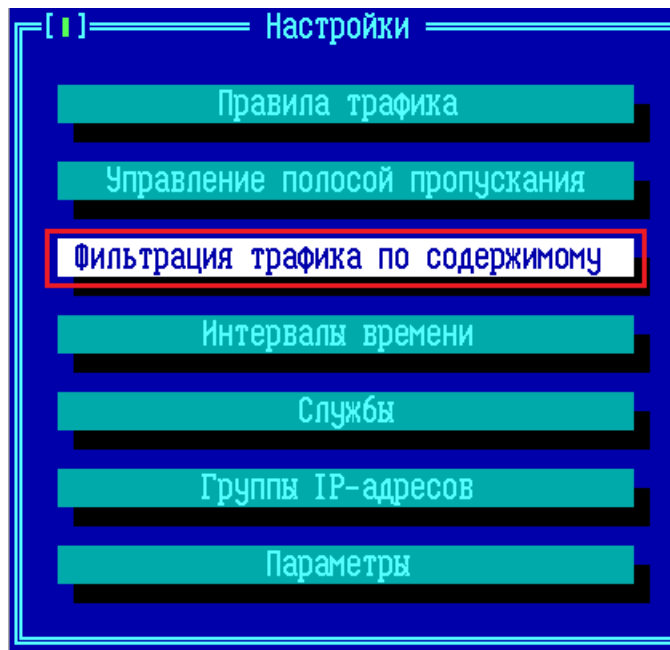 Настройки
Правила трафика
Управление полосой пропускания
Фильтрация трафика по содержимому
Интервалы времени
Службы
Группы IP-адресов
Параметры